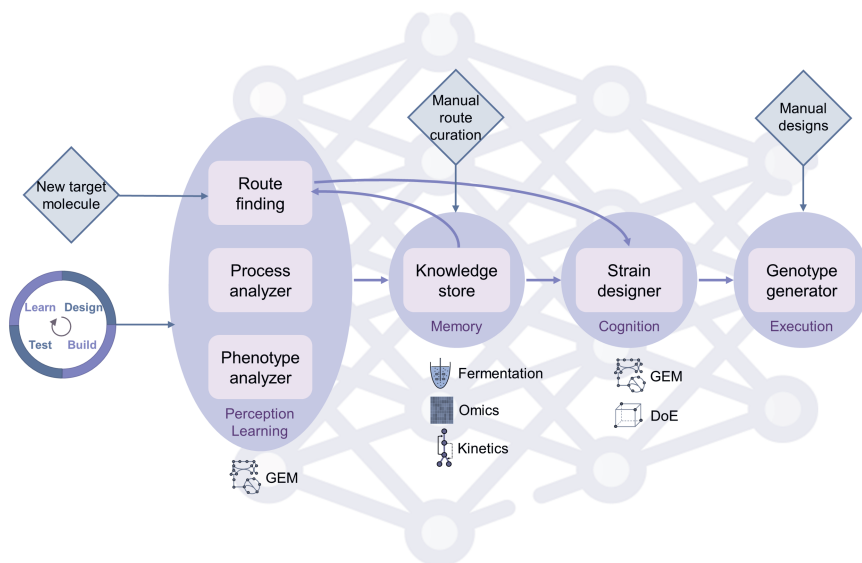 New target
molecule
Learn Design
Test Build
Route
finding
Process
analyzer
Phenotype
analyzer
Perception
Learning
GEM
Manual
route
curation
Knowledge
store
Memory
Fermentation
Omics
Kinetics
Strain
designer
Cognition
GEM
DoE
Manual
designs
Genotype
generator
Execution